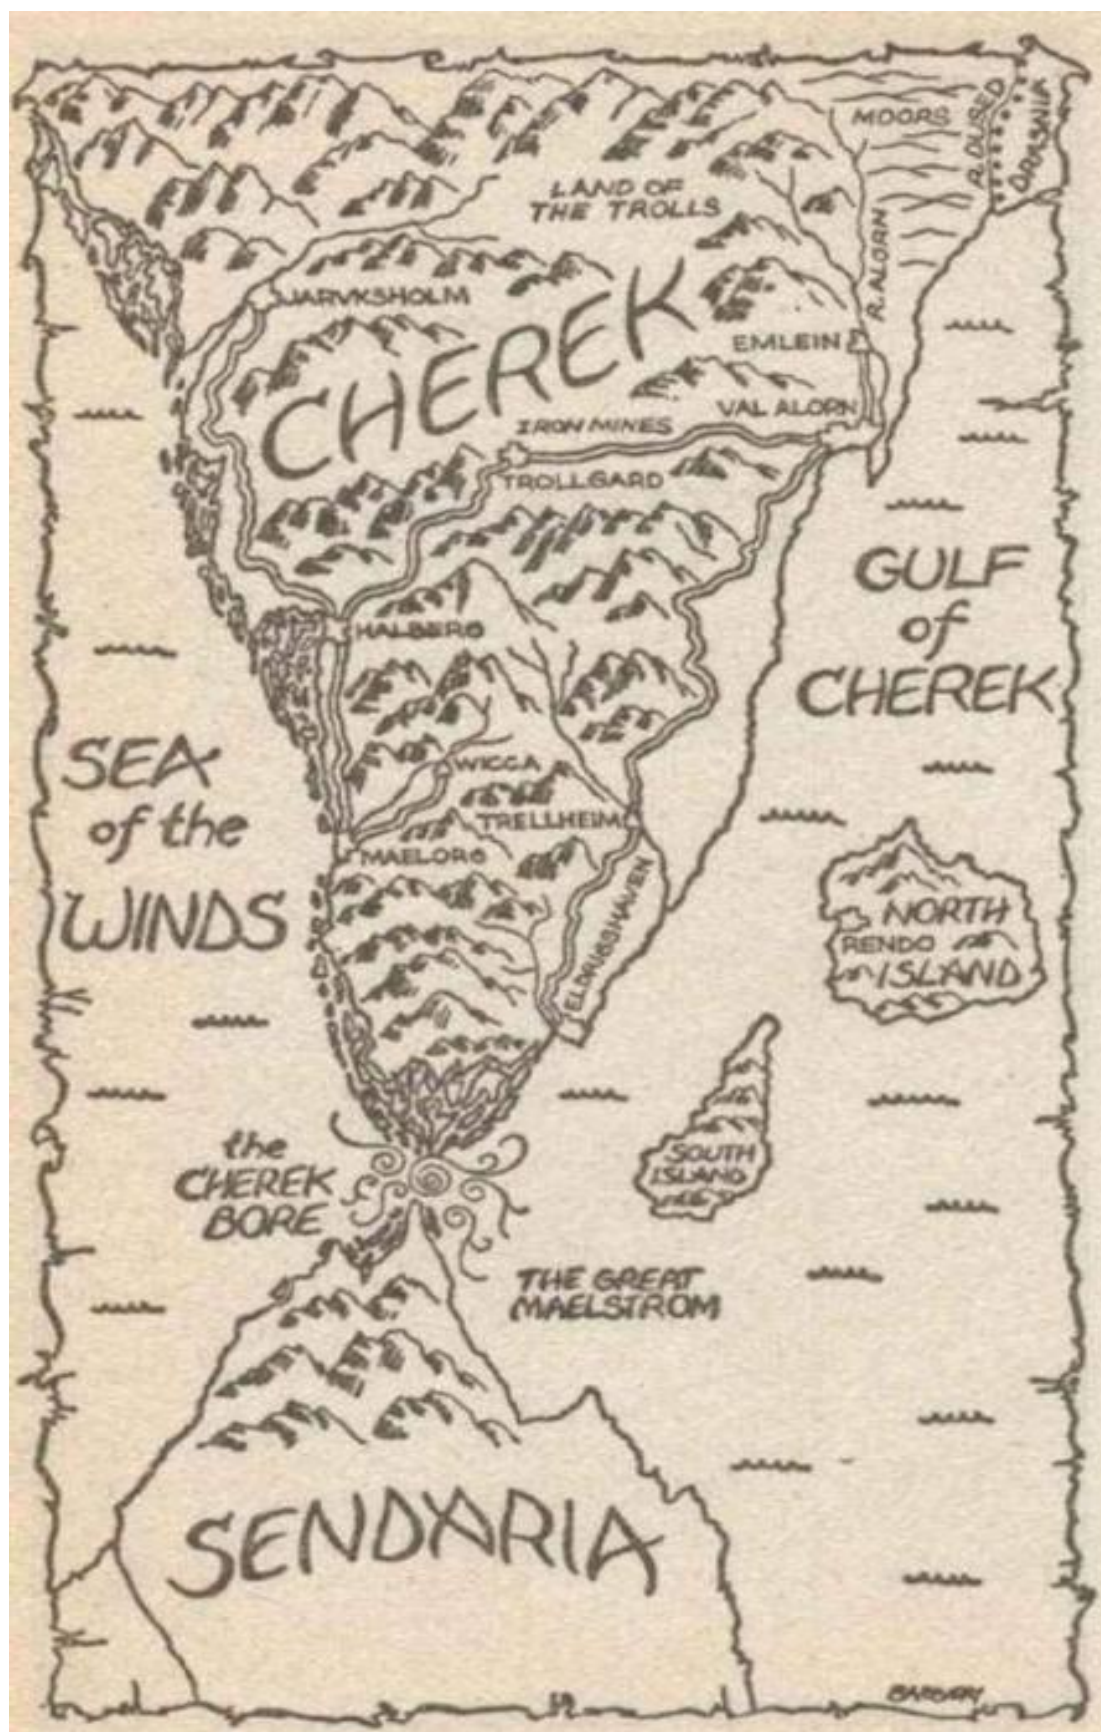 MOORS
R. DUSED
DRASNIA
LAND OF
THE TROLLS
R. ALORN
JARVKSHOLM
CHEREK
EMLEIN
VAL ALORN
IRON MINES
TROLLGARD
GULF
of
CHEREK
HALBERG
SEA
of the
WINDS
WICCA
TRELLHEIM
MAELORG
ELDRIGSHAVEN
NORTH
RENDO
ISLAND
the
CHEREK
BORE
SOUTH
ISLAND
THE GREAT
MAELSTROM
SENDARIA